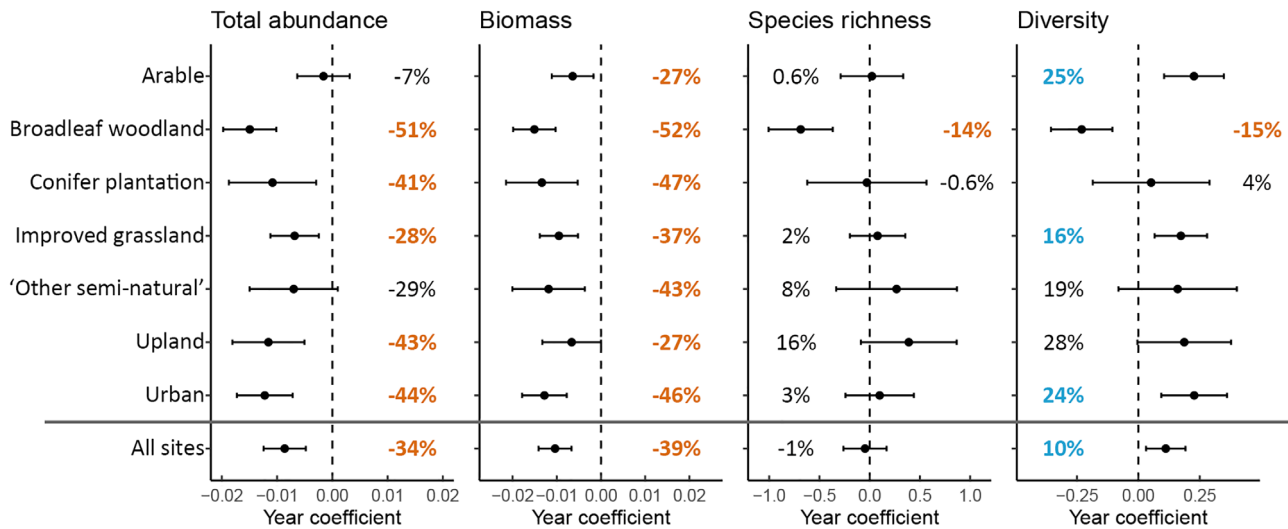 Total abundance Biomass Species richness Diversity
Arable -7% -27% 0.6% 25%
Broadleaf woodland -51% -52% -14% -15%
Conifer plantation -41% -47% -0.6% 4%
Improved grassland -28% -37% 2% 16%
‘Other semi-natural’ -29% -43% 8% 19%
Upland -43% -27% 16% 28%
Urban -44% -46% 3% 24%
All sites -34% -39% -1% 10%
−0.02 −0.01 0.00 0.01 0.02 −0.02 −0.01 0.00 0.01 0.02 −1.0 −0.5 0.0 0.5 1.0 −0.25 0.00 0.25
Year coefficient Year coefficient Year coefficient Year coefficient